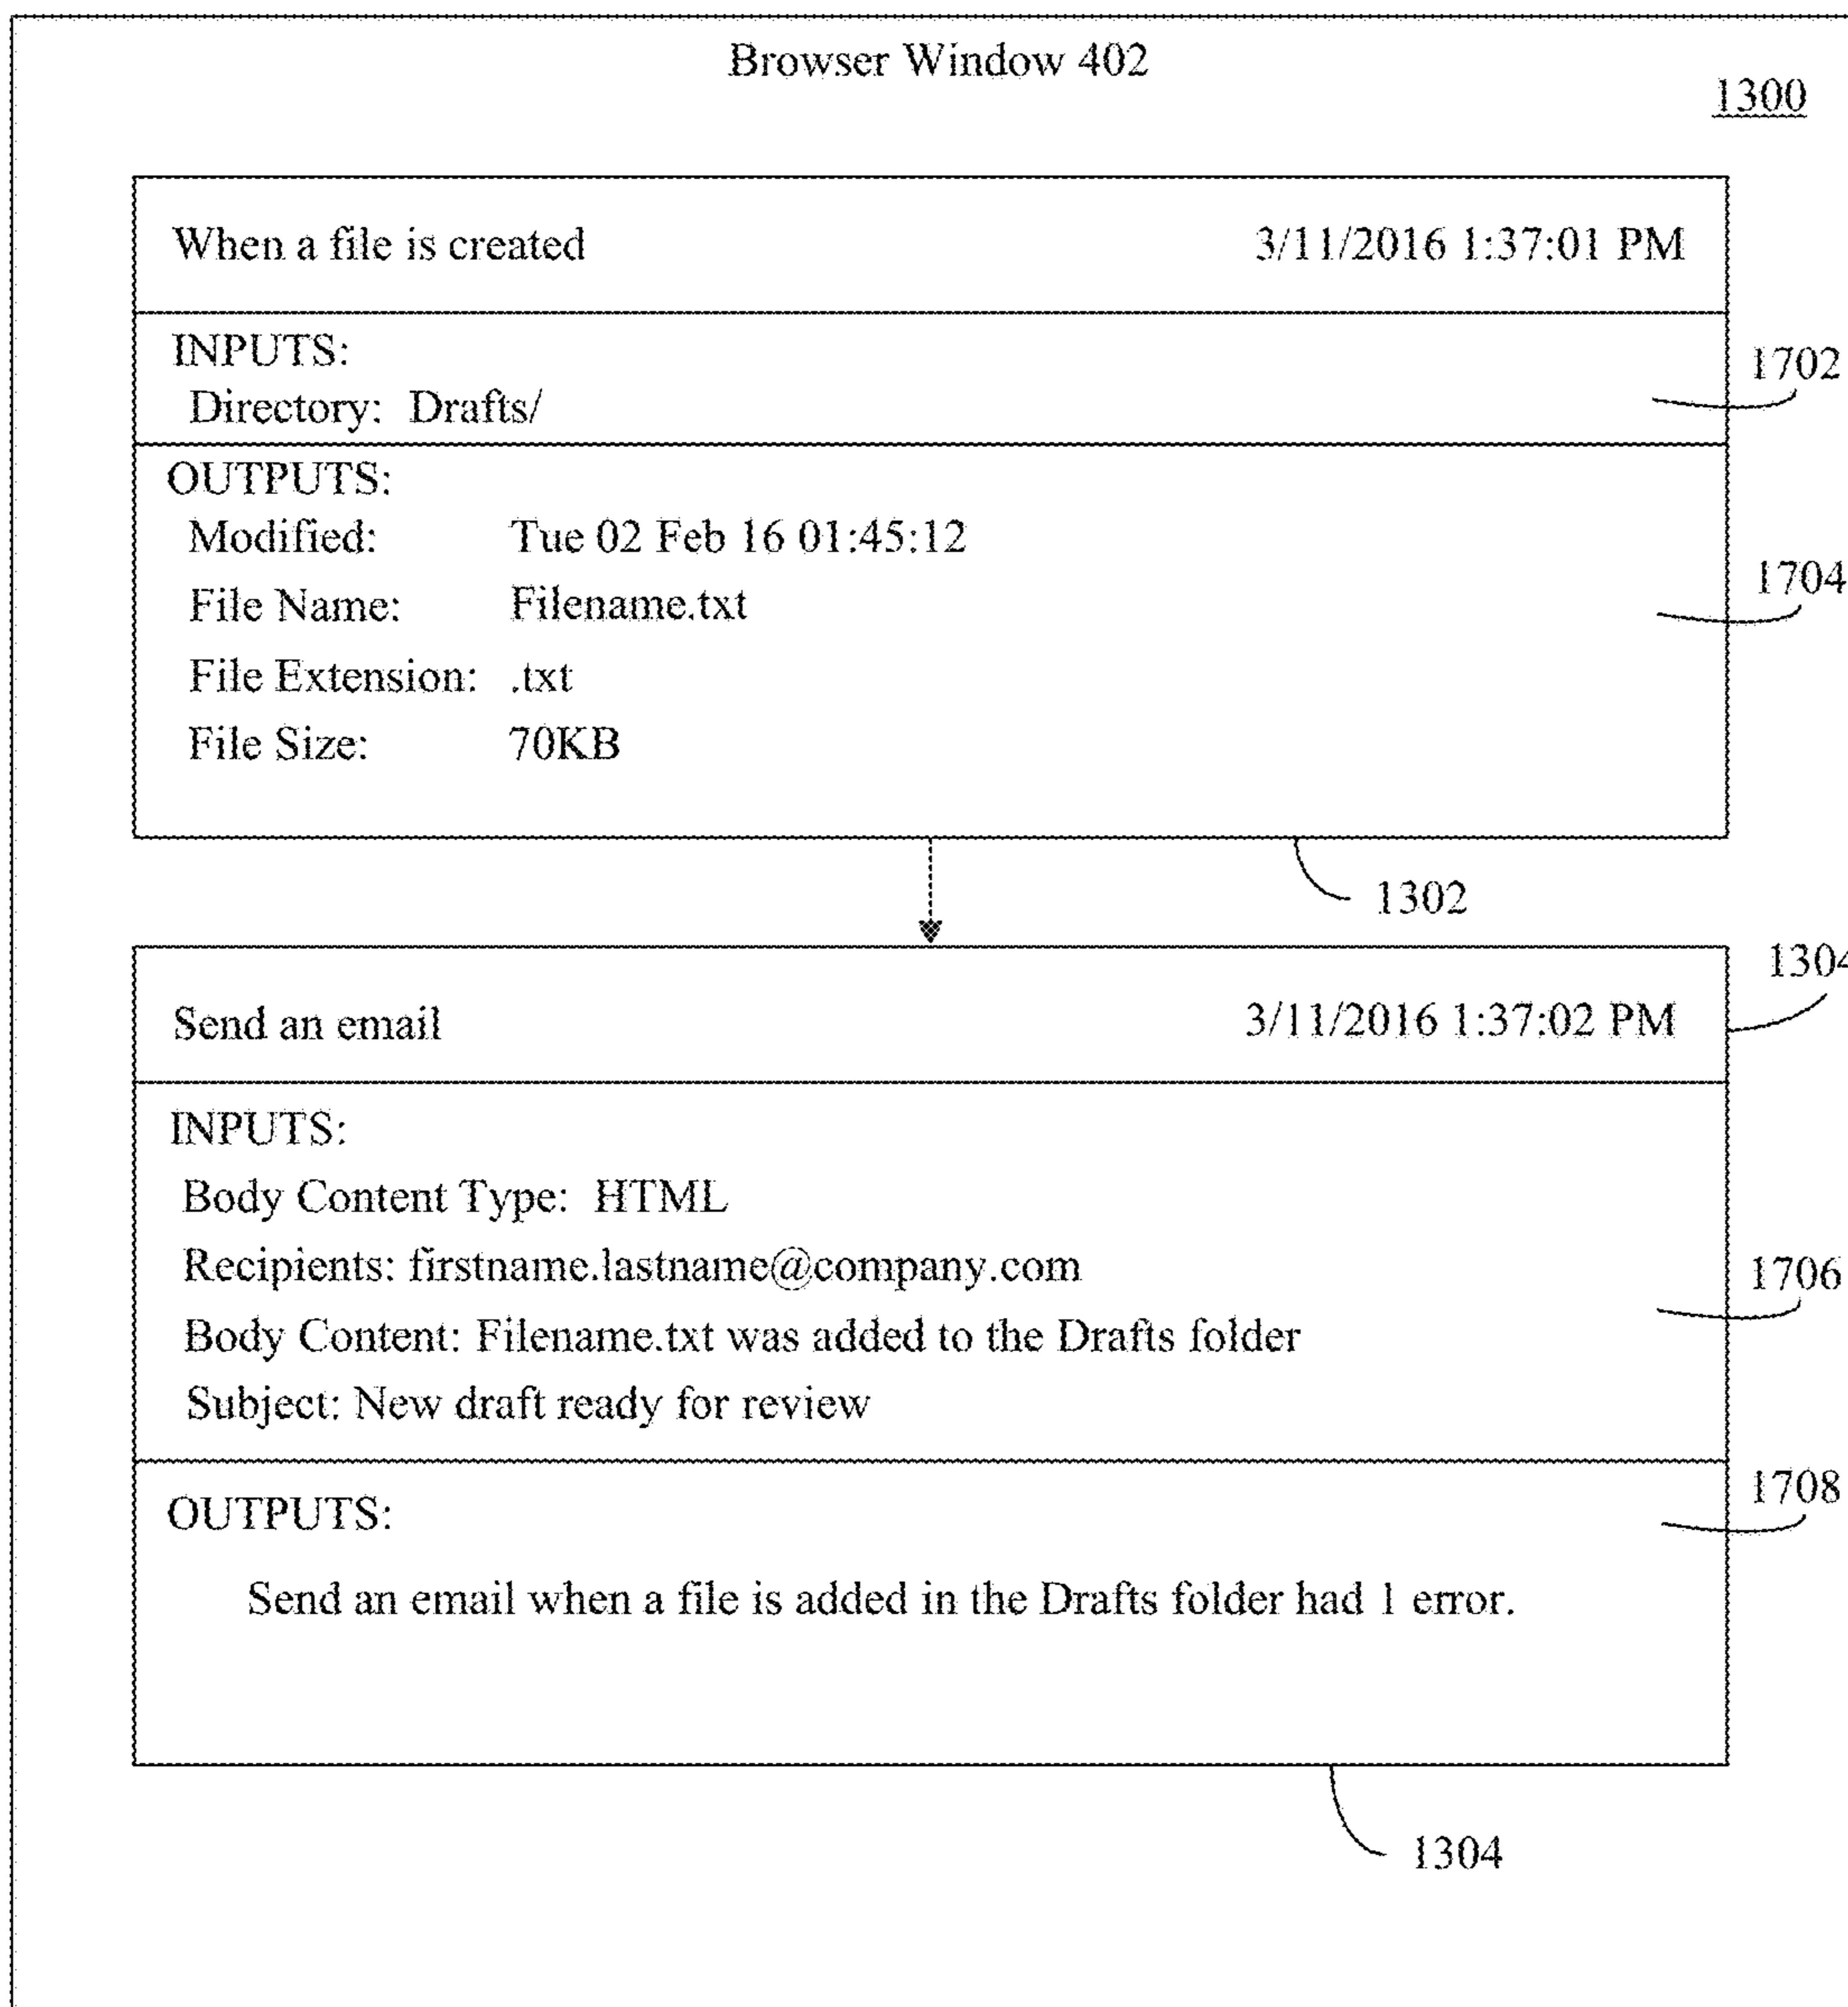 Browser Window 402
1300
When a file is created 3/11/2016 1:37:01 PM
INPUTS:
Directory: Drafts/
1702
OUTPUTS:
Modified: Tue 02 Feb 16 01:45:12
File Name: Filename.txt
1704
File Extension: .txt
File Size: 70KB
1302
1304
Send an email 3/11/2016 1:37:02 PM
INPUTS:
Body Content Type: HTML
Recipients: firstname.lastname@company.com
1706
Body Content: Filename.txt was added to the Drafts folder
Subject: New draft ready for review
1708
OUTPUTS:
Send an email when a file is added in the Drafts folder had 1 error.
1304